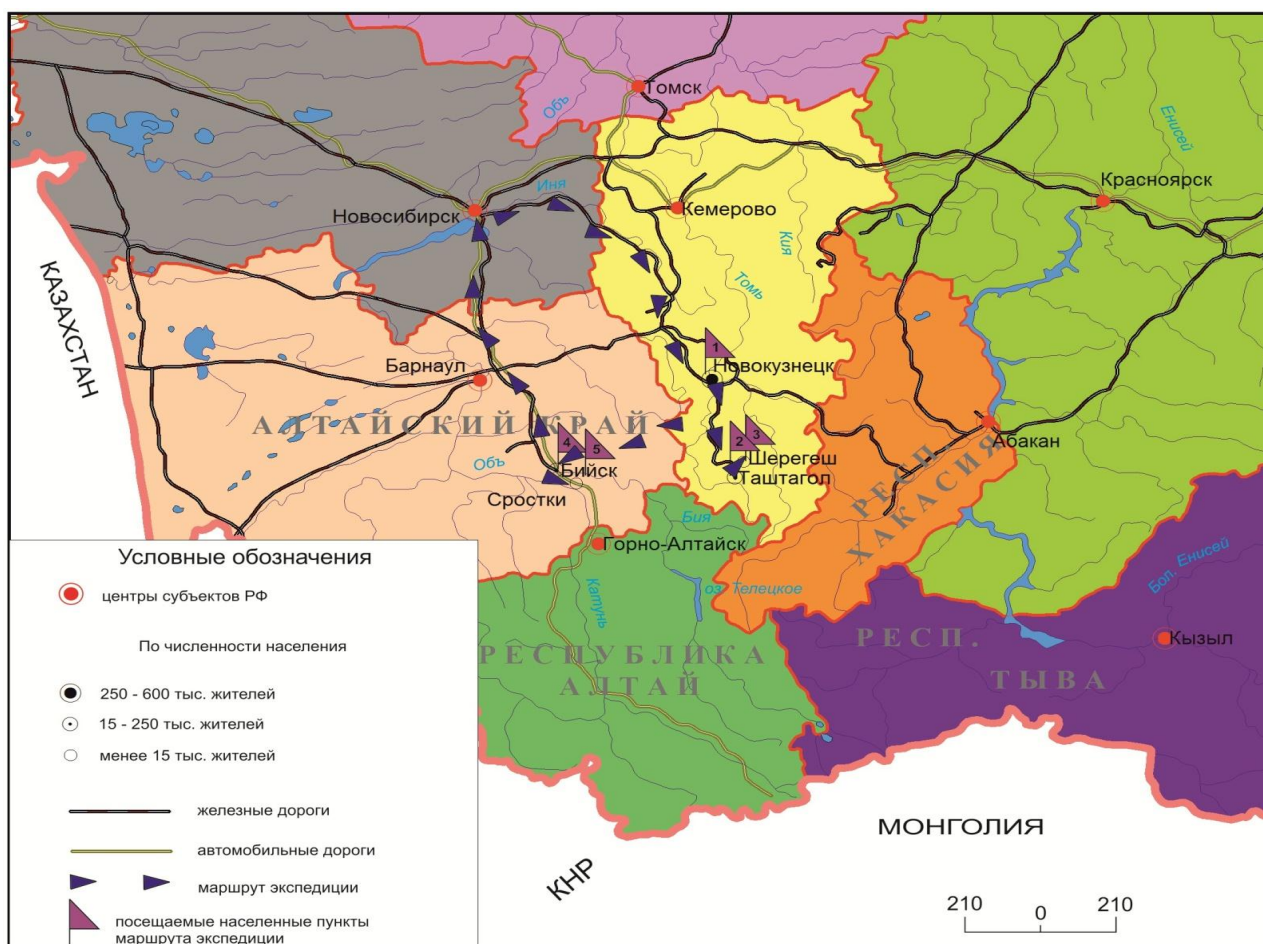 Томск
Обь
Енисей
Красноярск
Иня
Новосибирск
Кемерово
Кия
КАЗАХСТАН
Томь
1
Барнаул
Новокузнецк
АЛТАЙСКИЙ КРАЙ
Абакан
4
5
2
3
Обь
Бийск
Шерегеш
Таштагол
Сростки
РЕСП.
ХАКАСИЯ
Бия
Горно-Алтайск
оз. Телецкое
Катунь
Бол. Енисей
Кызыл
РЕСПУБЛИКА
АЛТАЙ
РЕСП.
ТЫВА
МОНГОЛИЯ
КНР
210 0 210
Условные обозначения
центры субъектов РФ
По численности населения
250 - 600 тыс. жителей
15 - 250 тыс. жителей
менее 15 тыс. жителей
железные дороги
автомобильные дороги
маршрут экспедиции
посещаемые населенные пункты
маршрута экспедиции